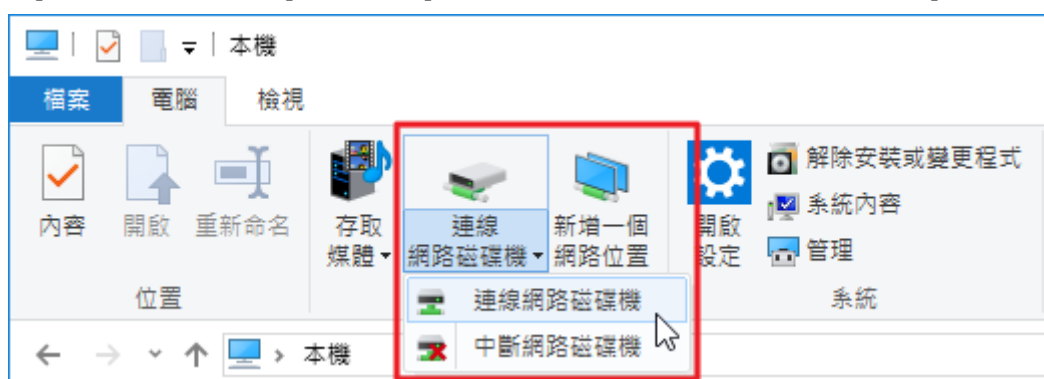 本機
檔案 電腦 檢視
內容
開啟
重新命名
存取
媒體
連線
網路磁碟機
新增一個
網路位置
開啟
設定
解除安裝或變更程式
系統內容
管理
位置
系統
連線網路磁碟機
中斷網路磁碟機
本機